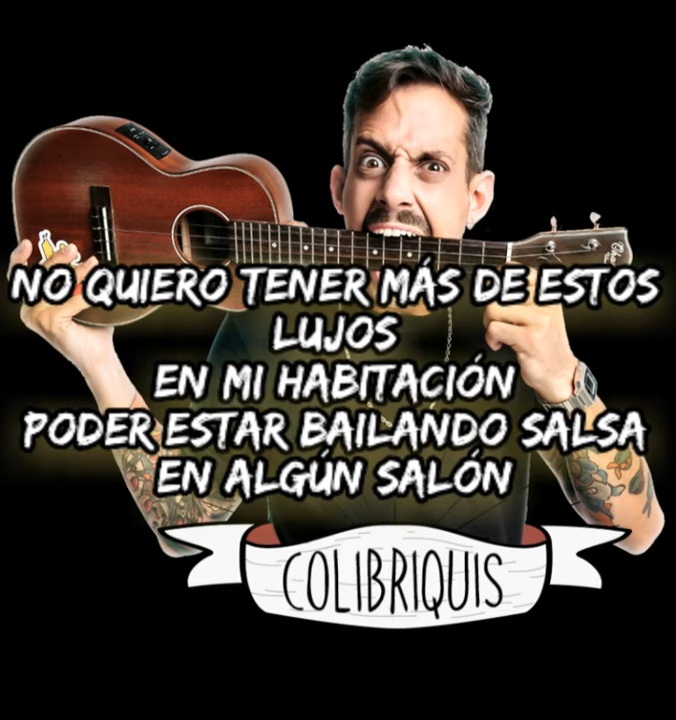 NO QUIERO TENER MÁS DE ESTOS
LUJOS
EN MI HABITACIÓN
PODER ESTAR BAILANDO SALSA
EN ALGÚN SALÓN
COLIBRIQUIS